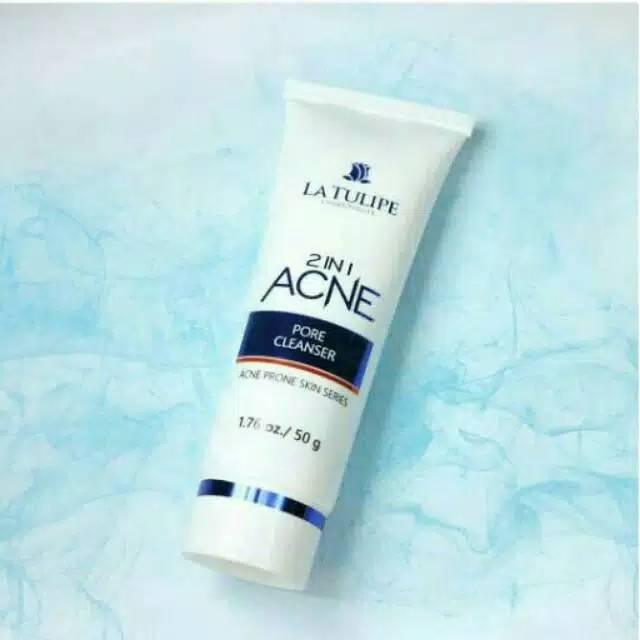 LA TULIPE
2 IN 1
ACNE
PORE
CLEANSER
ACNE PRONE SKIN SERIES
1.76 oz./ 50 g